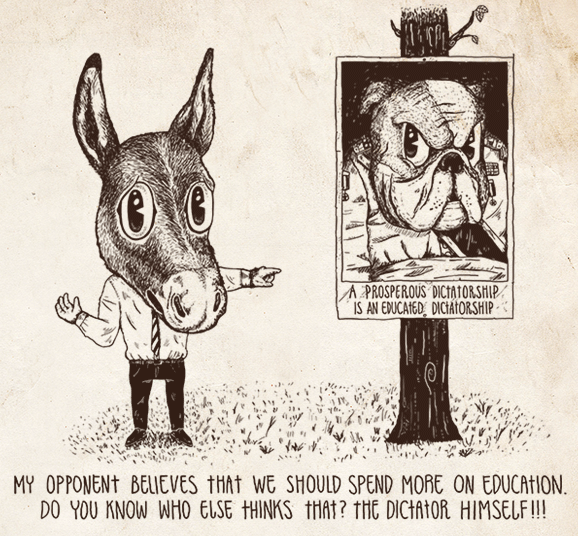 A PROSPEROUS DICTATORSHIP
IS AN EDUCATED DICTATORSHIP
MY OPPONENT BELIEVES THAT WE SHOULD SPEND MORE ON EDUCATION.
DO YOU KNOW WHO ELSE THINKS THAT? THE DICTATOR HIMSELF!!!